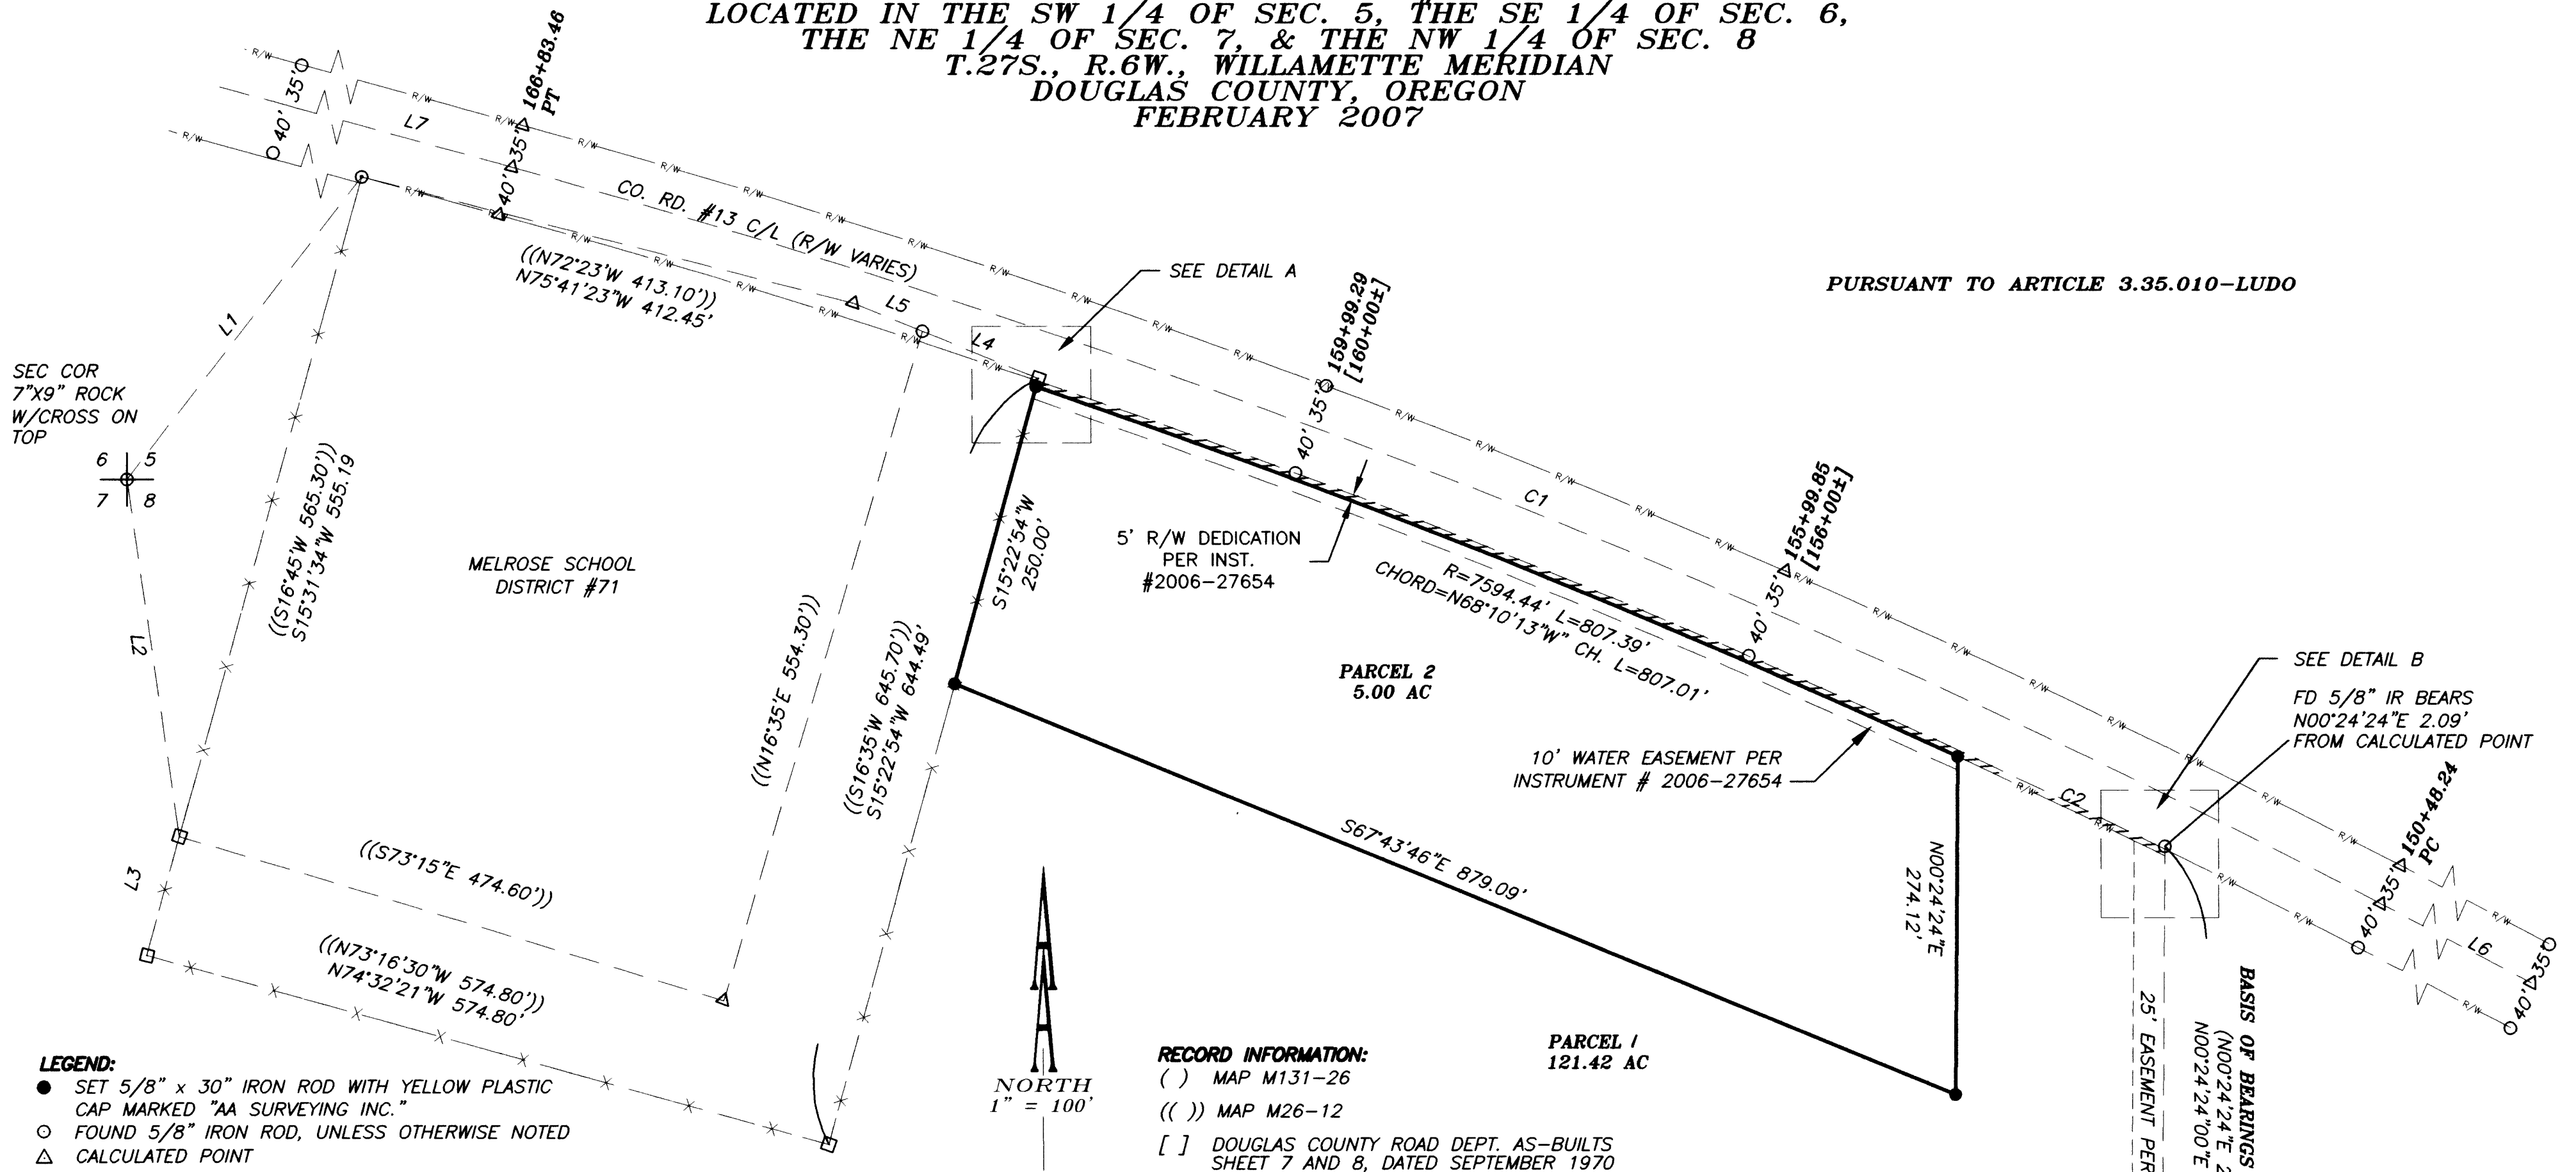 LOCATED IN THE SW 1/4 OF SEC. 5, THE SE 1/4 OF SEC. 6,
THE NE 1/4 OF SEC. 7, & THE NW 1/4 OF SEC. 8
T.27S., R.6W., WILLAMETTE MERIDIAN
DOUGLAS COUNTY, OREGON
FEBRUARY 2007
PURSUANT TO ARTICLE 3.35.010-LUDO
R/W
40' 35'
R/W
L7
R/W
166+83.46
PT
40' 35'
CO. RD. #13 C/L (R/W VARIES)
((N72°23'W 413.10'))
N75°41'23"W 412.45'
L5
L4
SEE DETAIL A
159+99.29
[160+00±]
40' 35'
L1
SEC COR
7"X9" ROCK
W/CROSS ON
TOP
6 5
7 8
L2
((S16°45'W 565.30'))
S15°31'34"W 555.19
MELROSE SCHOOL
DISTRICT #71
S15°22'54"W
250.00'
5' R/W DEDICATION
PER INST.
#2006-27654
C1
R=7594.44' L=807.39'
CHORD=N68°10'13"W" CH. L=807.01'
155+99.85
[156+00±]
40' 35'
((N16°35'E 554.30'))
((S16°35'W 645.70'))
S15°22'54"W 644.49'
PARCEL 2
5.00 AC
SEE DETAIL B
FD 5/8" IR BEARS
N00°24'24"E 2.09'
FROM CALCULATED POINT
10' WATER EASEMENT PER
INSTRUMENT # 2006-27654
C2
150+48.24
PC
40' 35'
L6
40' 35'
S67°43'46"E 879.09'
N00°24'24"E
274.12'
L3
((S73°15"E 474.60'))
((N73°16'30"W 574.80'))
N74°32'21"W 574.80'
PARCEL 1
121.42 AC
25' EASEMENT PER
BASIS OF BEARINGS
(N00°24'24"E 2
N00°24'24"00"E
NORTH
1" = 100'
LEGEND:
SET 5/8" x 30" IRON ROD WITH YELLOW PLASTIC
CAP MARKED "AA SURVEYING INC."
FOUND 5/8" IRON ROD, UNLESS OTHERWISE NOTED
CALCULATED POINT
RECORD INFORMATION:
( ) MAP M131-26
(( )) MAP M26-12
[ ] DOUGLAS COUNTY ROAD DEPT. AS-BUILTS
SHEET 7 AND 8, DATED SEPTEMBER 1970